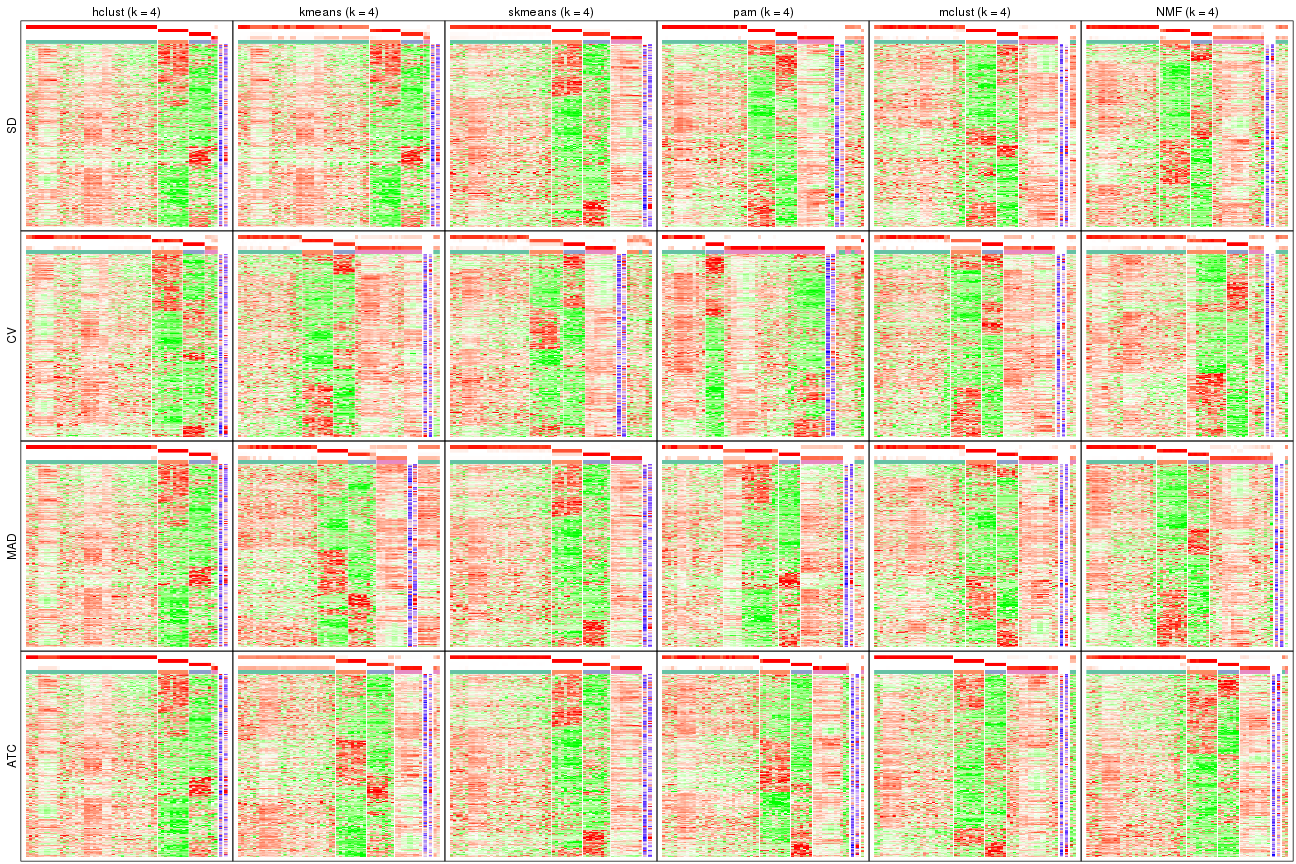 hclust (k = 4) kmeans (k = 4) skmeans (k = 4) pam (k = 4) mclust (k = 4) NMF (k = 4)
SD
CV
MAD
ATC